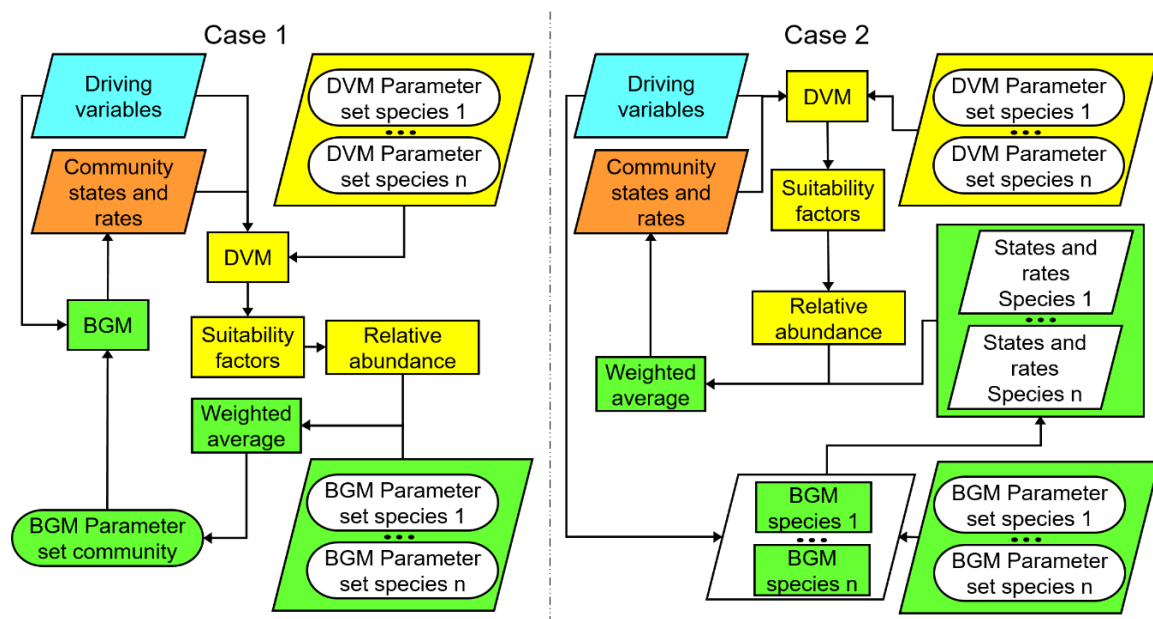 Case 1
Driving
variables
DVM Parameter
set species 1
...
DVM Parameter
set species n
Community
states and
rates
DVM
BGM
Suitability
factors
Relative
abundance
Weighted
average
BGM Parameter
set community
BGM Parameter
set species 1
...
BGM Parameter
set species n
Case 2
Driving
variables
DVM
DVM Parameter
set species 1
...
DVM Parameter
set species n
Community
states and
rates
Suitability
factors
States and
rates
Species 1
...
States and
rates
Species n
Relative
abundance
Weighted
average
BGM
species 1
...
BGM
species n
BGM Parameter
set species 1
...
BGM Parameter
set species n